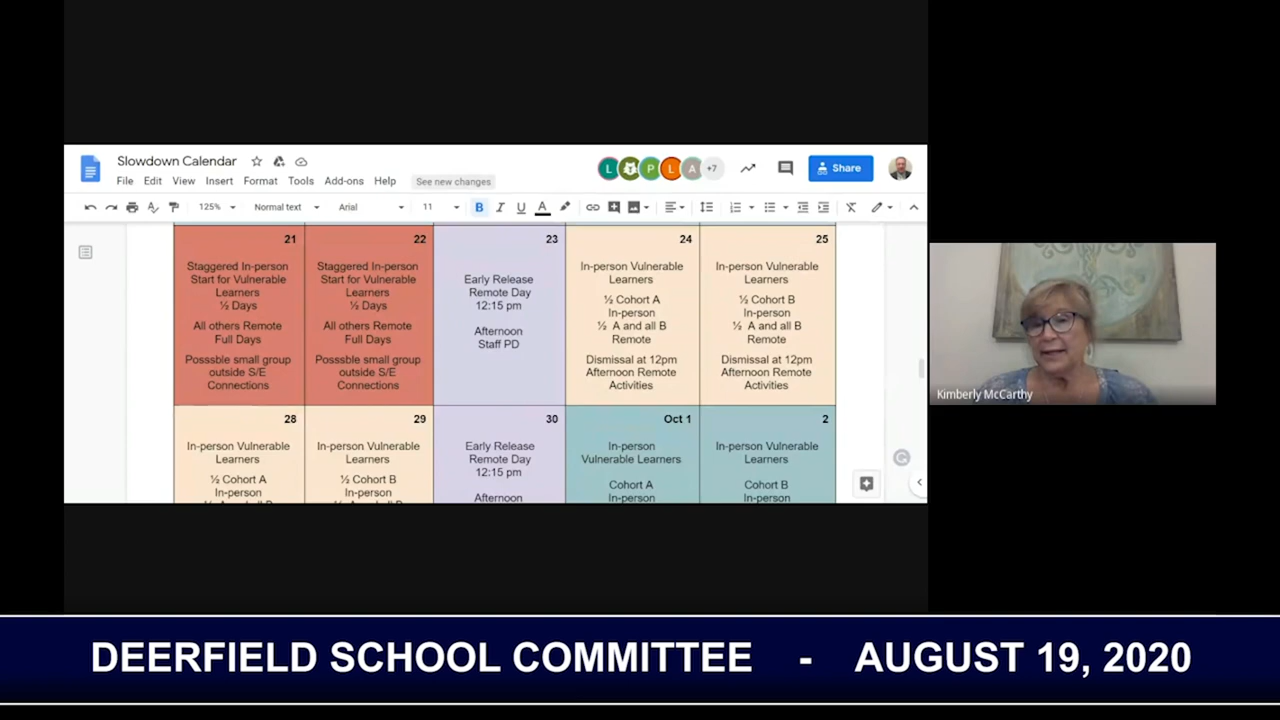 Slowdown Calendar
File Edit View Insert Format Tools Add-ons Help See new changes
L P L A +7
Share
125% Normal text Arial 11 B I U A
21
Staggered In-person
Start for Vulnerable
Learners
½ Days
All others Remote
Full Days
Posssble small group
outside S/E
Connections
22
Staggered In-person
Start for Vulnerable
Learners
½ Days
All others Remote
Full Days
Posssble small group
outside S/E
Connections
23
Early Release
Remote Day
12:15 pm
Afternoon
Staff PD
24
In-person Vulnerable
Learners
½ Cohort A
In-person
½ A and all B
Remote
Dismissal at 12pm
Afternoon Remote
Activities
25
In-person Vulnerable
Learners
½ Cohort B
In-person
½ A and all B
Remote
Dismissal at 12pm
Afternoon Remote
Activities
28
In-person Vulnerable
Learners
½ Cohort A
In-person
29
In-person Vulnerable
Learners
½ Cohort B
In-person
30
Early Release
Remote Day
12:15 pm
Afternoon
Oct 1
In-person
Vulnerable Learners
Cohort A
In-person
2
In-person Vulnerable
Learners
Cohort B
In-person
Kimberly McCarthy
DEERFIELD SCHOOL COMMITTEE - AUGUST 19, 2020